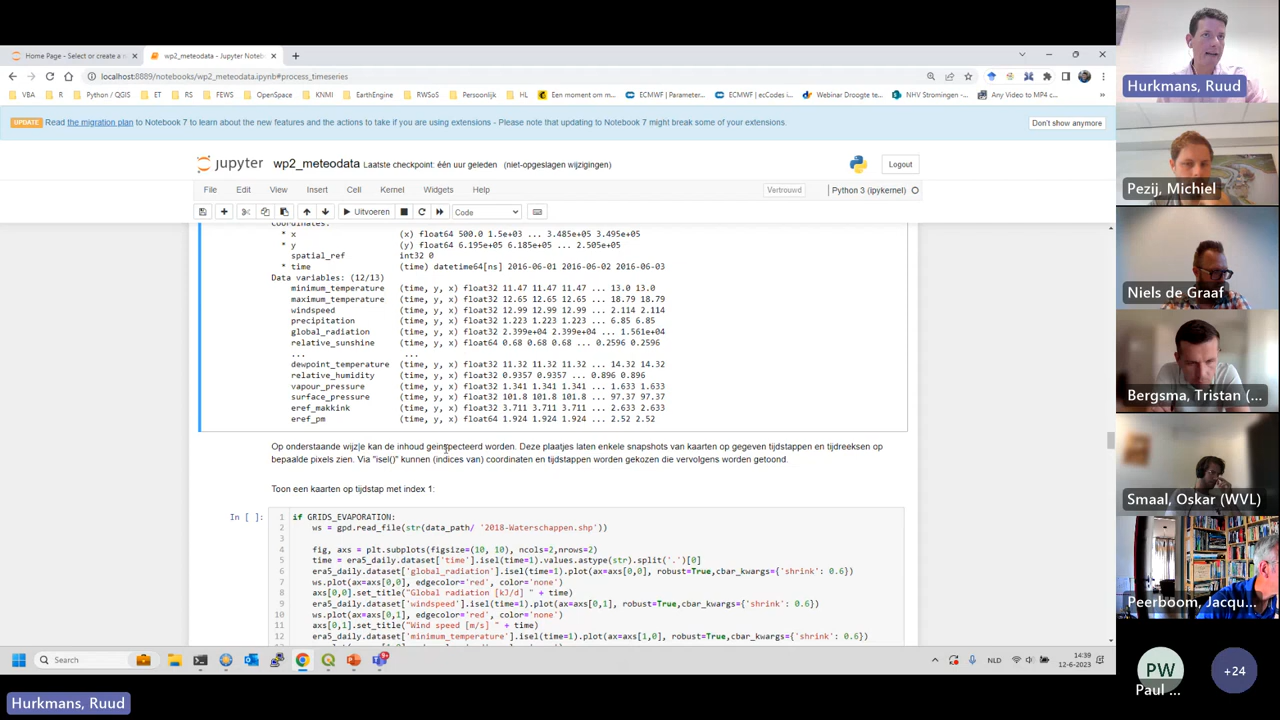 Home Page - Select or create a n
wp2_meteodata - Jupyter Noteb
localhost:8889/notebooks/wp2_meteodata.ipynb#process_timeseries
VBA R Python / QGIS ET RS FEWS OpenSpace KNMI EarthEngine RWSoS Persoonlijk HL Een moment om m... ECMWF | Parameter... ECMWF | ecCodes i... Webinar Droogte te... NHV Stromingen -... Any Video to MP4 c...
UPDATE Read the migration plan to Notebook 7 to learn about the new features and the actions to take if you are using extensions - Please note that updating to Notebook 7 might break some of your extensions. Don't show anymore
jupyter wp2_meteodata Laatste checkpoint: één uur geleden (niet-opgeslagen wijzigingen) Logout
File Edit View Insert Cell Kernel Widgets Help Vertrouwd Python 3 (ipykernel)
Uitvoeren Code
Coordinates:
* x (x) float64 500.0 1.5e+03 ... 3.485e+05 3.495e+05
* y (y) float64 6.195e+05 6.185e+05 ... 2.505e+05
spatial_ref int32 0
* time (time) datetime64[ns] 2016-06-01 2016-06-02 2016-06-03
Data variables: (12/13)
minimum_temperature (time, y, x) float32 11.47 11.47 11.47 ... 13.0 13.0
maximum_temperature (time, y, x) float32 12.65 12.65 12.65 ... 18.79 18.79
windspeed (time, y, x) float32 12.99 12.99 12.99 ... 2.114 2.114
precipitation (time, y, x) float32 1.223 1.223 1.223 ... 6.85 6.85
global_radiation (time, y, x) float32 2.399e+04 2.399e+04 ... 1.561e+04
relative_sunshine (time, y, x) float32 0.68 0.68 0.68 ... 0.2596 0.2596
... ...
dewpoint_temperature (time, y, x) float32 11.32 11.32 11.32 ... 14.32 14.32
relative_humidity (time, y, x) float32 0.9357 0.9357 ... 0.896 0.896
vapour_pressure (time, y, x) float32 1.341 1.341 1.341 ... 1.633 1.633
surface_pressure (time, y, x) float32 101.8 101.8 101.8 ... 97.37 97.37
eref_makkink (time, y, x) float32 3.711 3.711 3.711 ... 2.633 2.633
eref_pm (time, y, x) float32 1.924 1.924 1.924 ... 2.52 2.52
Op onderstaande wijz|e kan de inhoud geinspecteerd worden. Deze plaatjes laten enkele snapshots van kaarten op gegeven tijdstappen en tijdreeksen op
bepaalde pixels zien. Via "isel()" kunnen (indices van) coordinaten en tijdstappen worden gekozen die vervolgens worden getoond.
Toon een kaarten op tijdstap met index 1:
In [ ]: 1 if GRIDS_EVAPORATION:
2 ws = gpd.read_file(str(data_path/ '2018-Waterschappen.shp'))
3
4 fig, axs = plt.subplots(figsize=(10, 10), ncols=2,nrows=2)
5 time = era5_daily.dataset['time'].isel(time=1).values.astype(str).split('.')[0]
6 era5_daily.dataset['global_radiation'].isel(time=1).plot(ax=axs[0,0], robust=True,cbar_kwargs={'shrink': 0.6})
7 ws.plot(ax=axs[0,0], edgecolor='red', color='none')
8 axs[0,0].set_title("Global radiation [kJ/d] " + time)
9 era5_daily.dataset['windspeed'].isel(time=1).plot(ax=axs[0,1], robust=True,cbar_kwargs={'shrink': 0.6})
10 ws.plot(ax=axs[0,1], edgecolor='red', color='none')
11 axs[0,1].set_title("Wind speed [m/s] " + time)
12 era5_daily.dataset['minimum_temperature'].isel(time=1).plot(ax=axs[1,0], robust=True,cbar_kwargs={'shrink': 0.6})
Search
NLD
14:39
12-6-2023
Hurkmans, Ruud
Hurkmans, Ruud
Pezij, Michiel
Niels de Graaf
Bergsma, Tristan (...
Smaal, Oskar (WVL)
Peerboom, Jacqu...
PW
Paul ...
+24